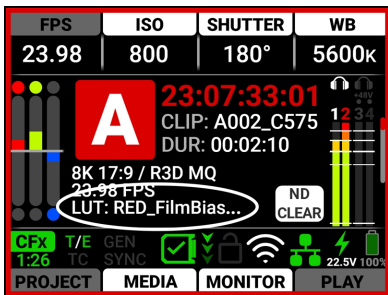 FPS ISO SHUTTER WB
23.98 800 180° 5600K
A
23:07:33:01
CLIP: A002_C575
DUR: 00:02:10
+48V
1 2 3 4
8K 17:9 / R3D MQ
23.98 FPS
LUT: RED_FilmBias...
ND
CLEAR
CFx T/E GEN
1:26 TC SYNC
22.5V 100%
PROJECT MEDIA MONITOR PLAY